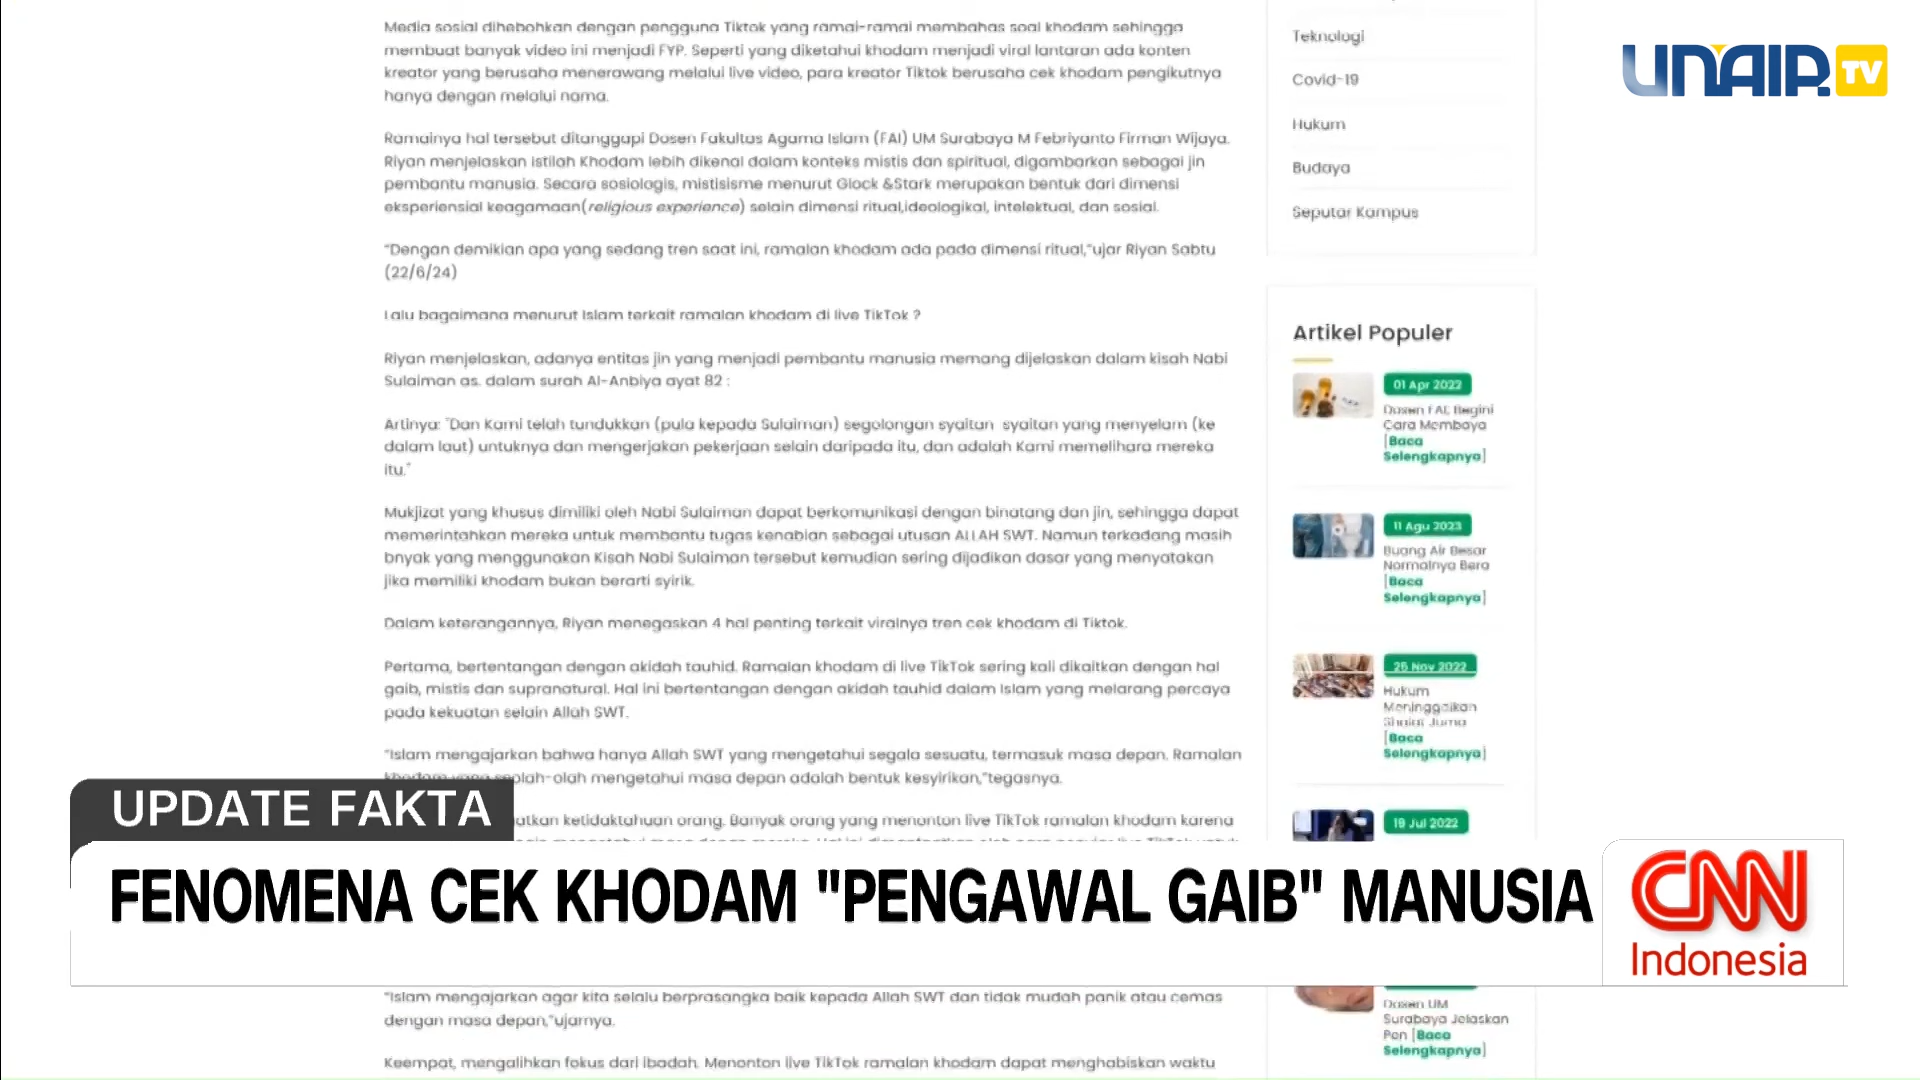 Media sosial dihebohkan dengan pengguna Tiktok yang ramai-ramai membahas soal khodam sehingga
membuat banyak video ini menjadi FYP. Seperti yang diketahui khodam menjadi viral lantaran ada konten
kreator yang berusaha menerawang melalui live video, para kreator Tiktok berusaha cek khodam pengikutnya
hanya dengan melalui nama.
Ramainya hal tersebut ditanggapi Dosen Fakultas Agama Islam (FAI) UM Surabaya M Febriyanto Firman Wijaya.
Riyan menjelaskan istilah Khodam lebih dikenal dalam konteks mistis dan spiritual, digambarkan sebagai jin
pembantu manusia. Secara sosiologis, mistisisme menurut Glock &Stark merupakan bentuk dari dimensi
eksperiensial keagamaan(religious experience) selain dimensi ritual,ideologikal, intelektual, dan sosial.
"Dengan demikian apa yang sedang tren saat ini, ramalan khodam ada pada dimensi ritual,"ujar Riyan Sabtu
(22/6/24)
Lalu bagaimana menurut Islam terkait ramalan khodam di live TikTok ?
Riyan menjelaskan, adanya entitas jin yang menjadi pembantu manusia memang dijelaskan dalam kisah Nabi
Sulaiman as. dalam surah Al-Anbiya ayat 82 :
Artinya: "Dan Kami telah tundukkan (pula kepada Sulaiman) segolongan syaitan syaitan yang menyelam (ke
dalam laut) untuknya dan mengerjakan pekerjaan selain daripada itu, dan adalah Kami memelihara mereka
itu."
Mukjizat yang khusus dimiliki oleh Nabi Sulaiman dapat berkomunikasi dengan binatang dan jin, sehingga dapat
memerintahkan mereka untuk membantu tugas kenabian sebagai utusan ALLAH SWT. Namun terkadang masih
bnyak yang menggunakan Kisah Nabi Sulaiman tersebut kemudian sering dijadikan dasar yang menyatakan
jika memiliki khodam bukan berarti syirik.
Dalam keterangannya, Riyan menegaskan 4 hal penting terkait viralnya tren cek khodam di Tiktok.
Pertama, bertentangan dengan akidah tauhid. Ramalan khodam di live TikTok sering kali dikaitkan dengan hal
gaib, mistis dan supranatural. Hal ini bertentangan dengan akidah tauhid dalam Islam yang melarang percaya
pada kekuatan selain Allah SWT.
"Islam mengajarkan bahwa hanya Allah SWT yang mengetahui segala sesuatu, termasuk masa depan. Ramalan
khodam yang seolah-olah mengetahui masa depan adalah bentuk kesyirikan,"tegasnya.
atkan ketidaktahuan orang. Banyak orang yang menonton live TikTok ramalan khodam karena
"Islam mengajarkan agar kita selalu berprasangka baik kepada Allah SWT dan tidak mudah panik atau cemas
dengan masa depan,"ujarnya.
Keempat, mengalihkan fokus dari ibadah. Menonton live TikTok ramalan khodam dapat menghabiskan waktu
Teknologi
Covid-19
Hukum
Budaya
Seputar Kampus
Artikel Populer
01 Apr 2022
Dosen FAI, Begini
Cara Membaya
[Baca
Selengkapnya]
11 Agu 2023
Buang Air Besar
Normalnya Bera
[Baca
Selengkapnya]
25 Nov 2022
Hukum
Meninggalkan
Shalat Juma
[Baca
Selengkapnya]
19 Jul 2022
Dosen UM
Surabaya Jelaskan
Pen [Baca
Selengkapnya]
UNAIR TV
UPDATE FAKTA
FENOMENA CEK KHODAM "PENGAWAL GAIB" MANUSIA
CNN
Indonesia